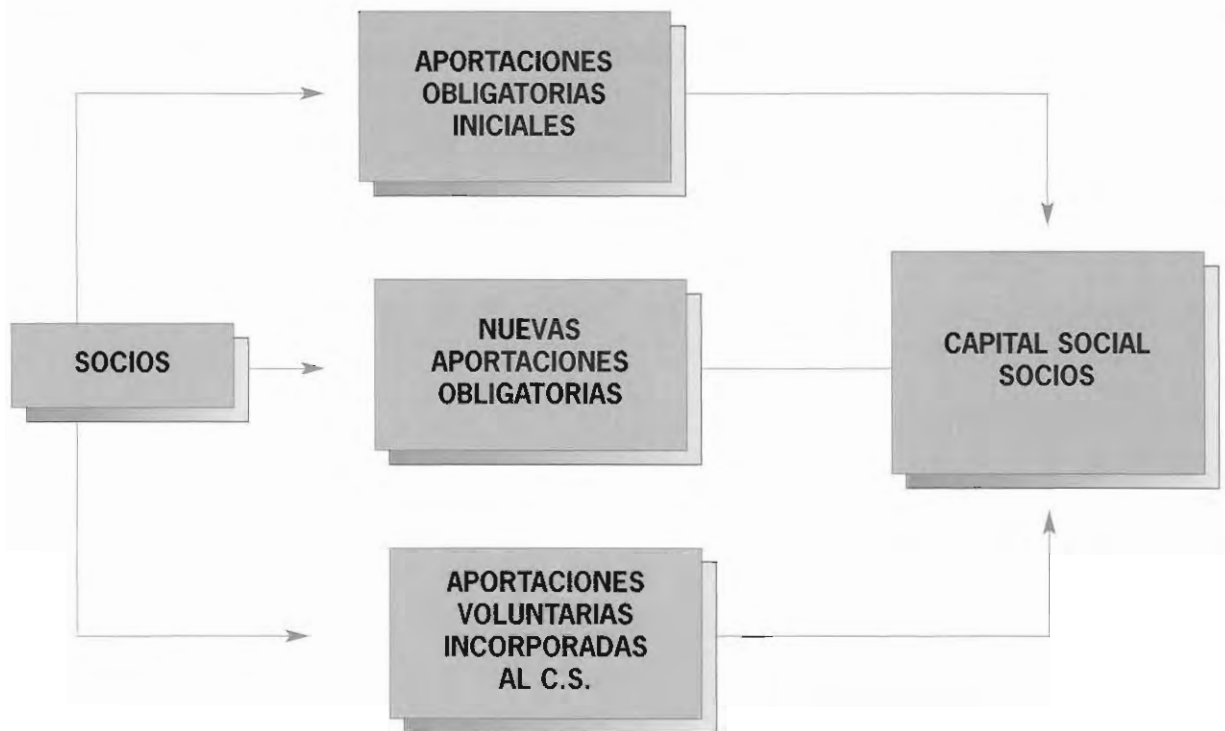 APORTACIONES
OBLIGATORIAS
INICIALES
SOCIOS
NUEVAS
APORTACIONES
OBLIGATORIAS
CAPITAL SOCIAL
SOCIOS
APORTACIONES
VOLUNTARIAS
INCORPORADAS
AL C.S.